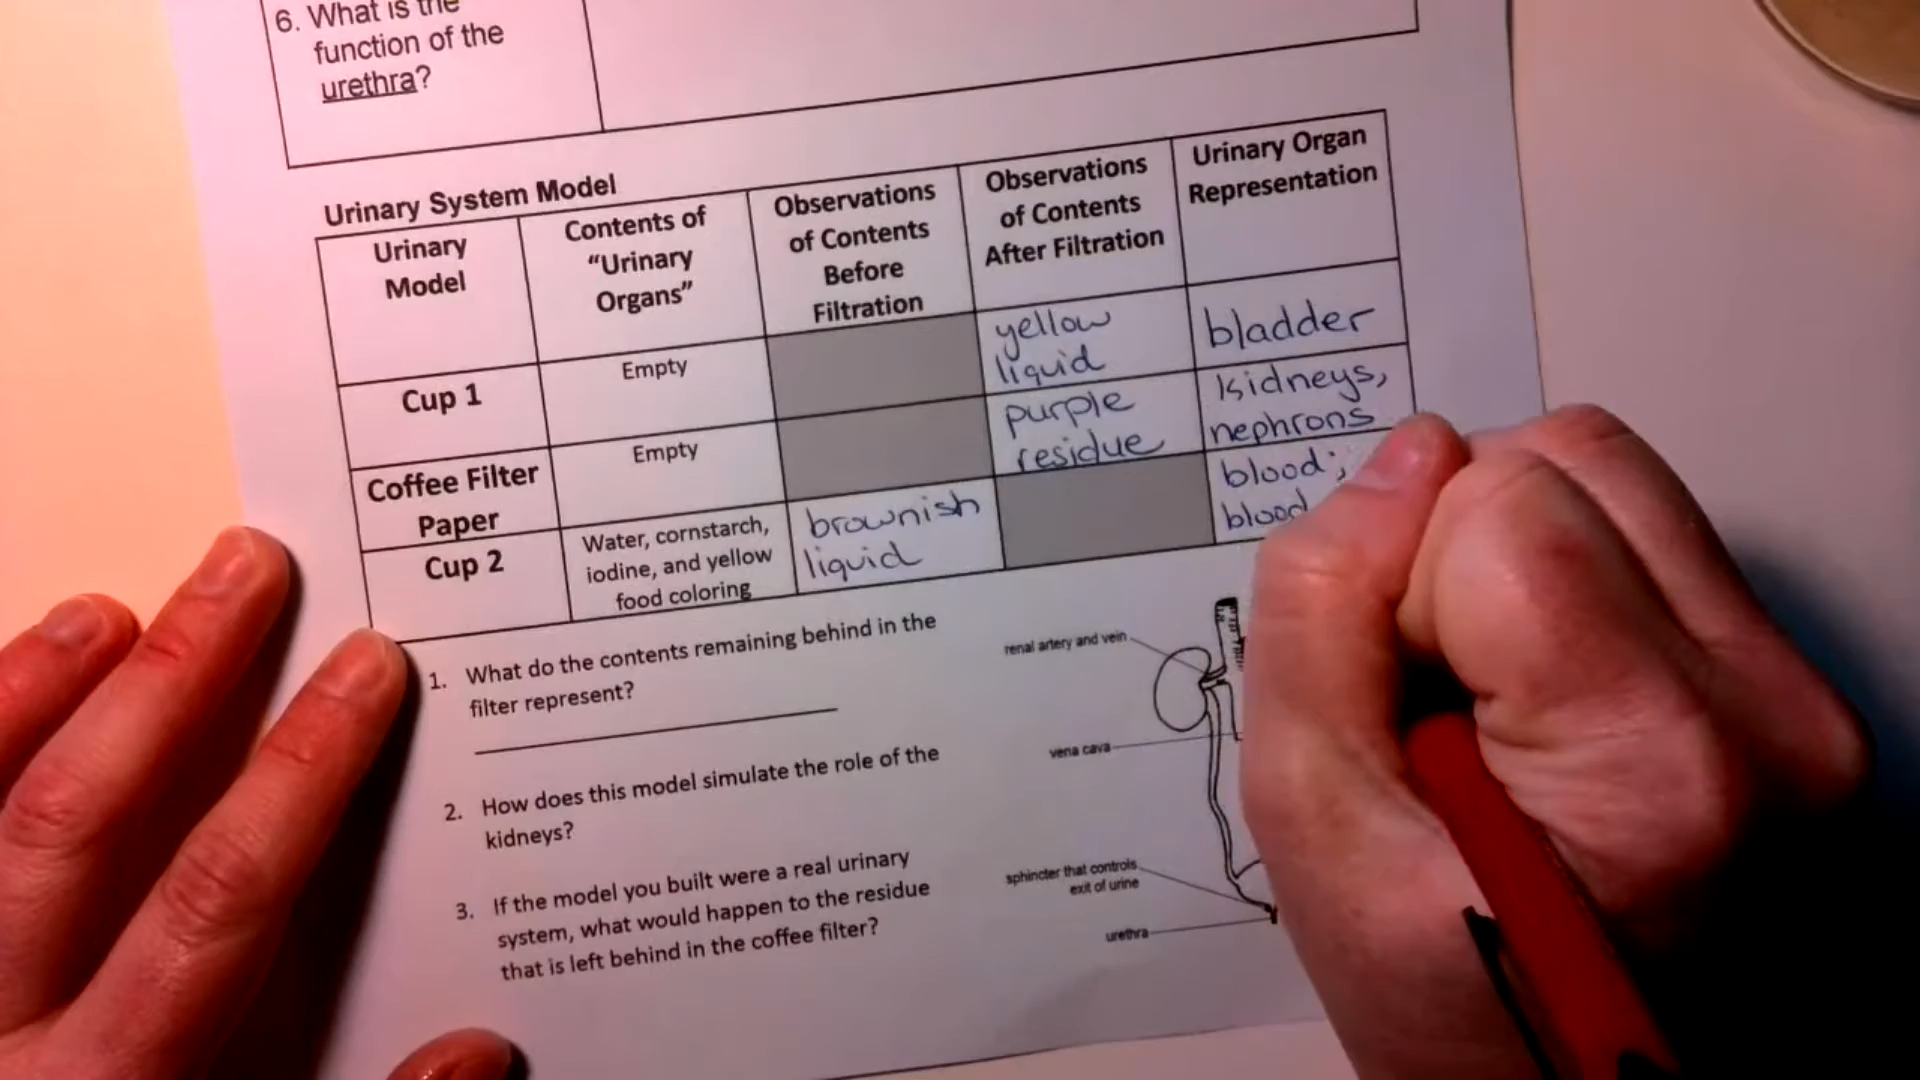 6. What is the
function of the
urethra?
Urinary System Model
Urinary
Model
Contents of
“Urinary
Organs”
Observations
of Contents
Before
Filtration
Observations
of Contents
After Filtration
Urinary Organ
Representation
Cup 1
Empty
yellow
liquid
bladder
Coffee Filter
Paper
Empty
purple
residue
kidneys,
nephrons
Cup 2
Water, cornstarch,
iodine, and yellow
food coloring
brownish
liquid
blood;
blood
1. What do the contents remaining behind in the
filter represent?
2. How does this model simulate the role of the
kidneys?
3. If the model you built were a real urinary
system, what would happen to the residue
that is left behind in the coffee filter?
renal artery and vein
vena cava
sphincter that controls
exit of urine
urethra